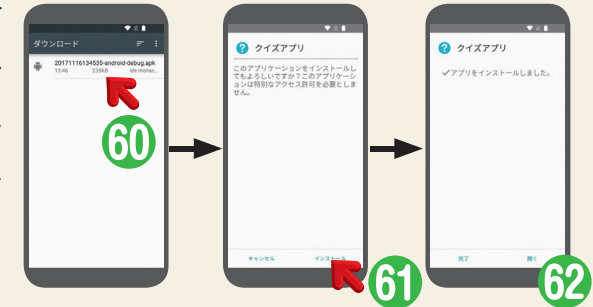 ダウンロード
20171116134535-android-debug.apk
13:46 235KB ide.monac...
60
クイズアプリ
このアプリケーションをインストールし
てもよろしいですか？このアプリケーシ
ョンは特別なアクセス許可を必要としま
せん。
キャンセル インストール
61
クイズアプリ
✓アプリをインストールしました。
完了 開く
62